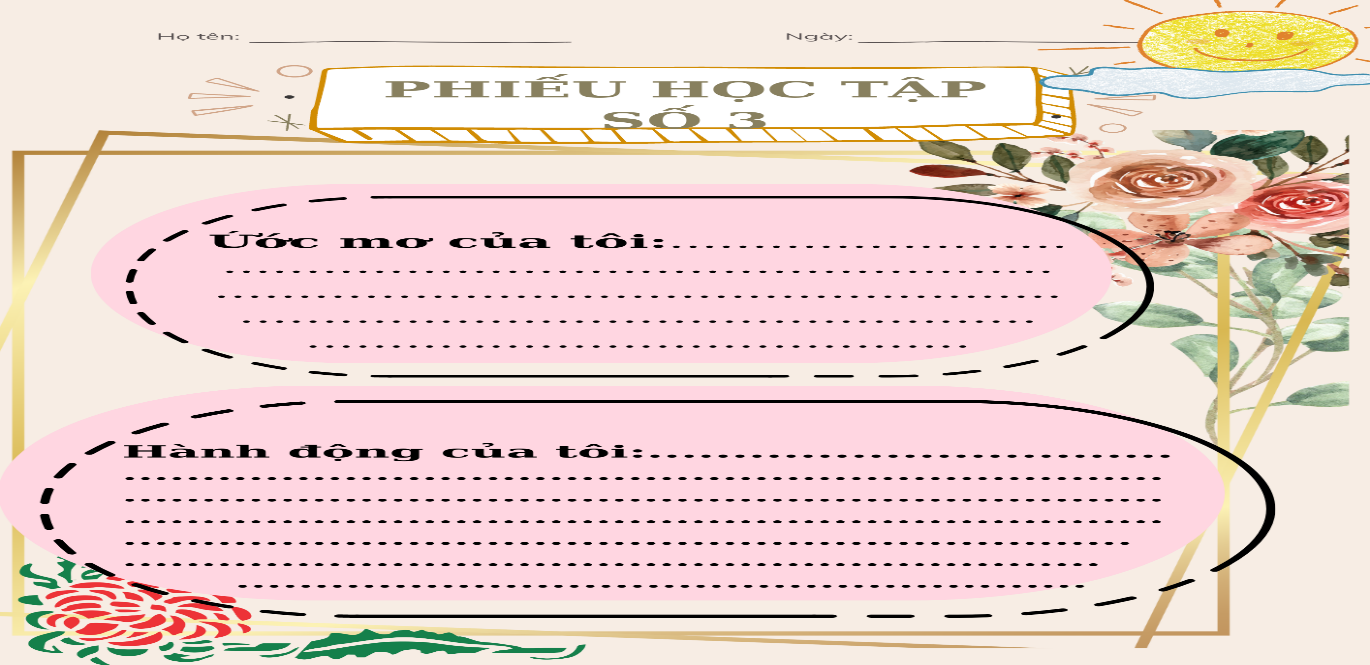 Họ tên: Ngày:
PHIẾU HỌC TẬP
SỐ 3
Ước mơ của tôi:
Hành động của tôi: